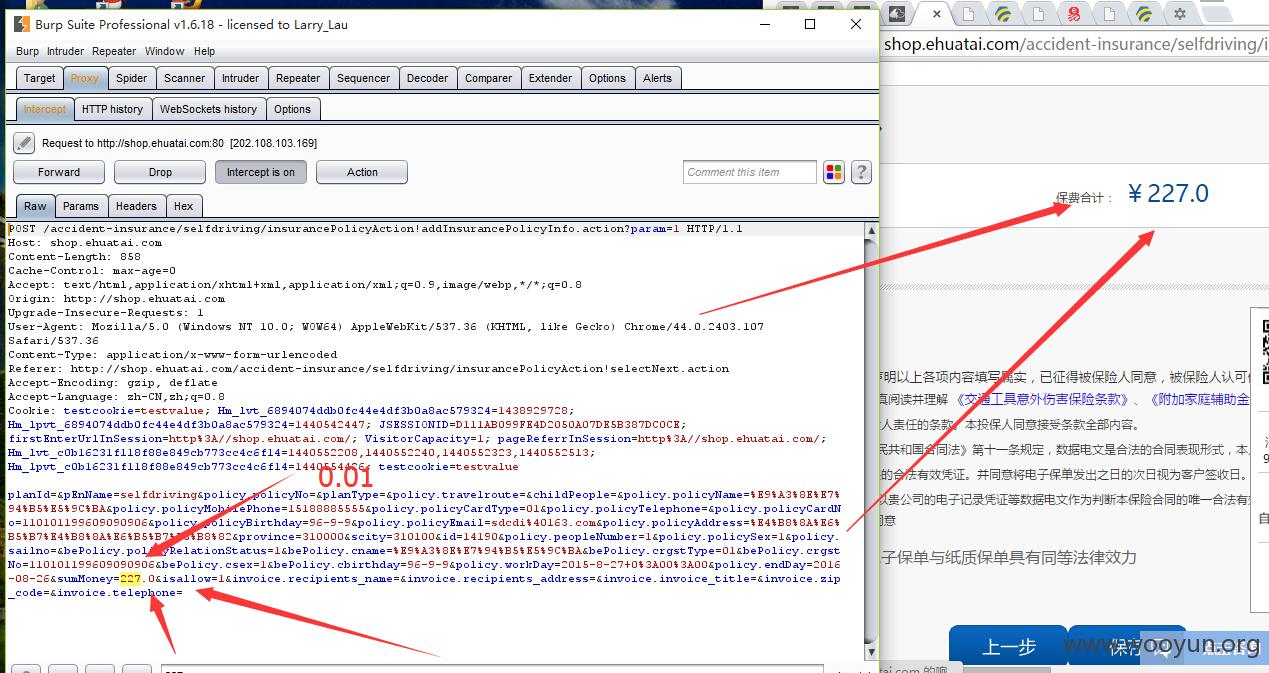 Burp Suite Professional v1.6.18 - licensed to Larry_Lau
Burp Intruder Repeater Window Help
Target Proxy Spider Scanner Intruder Repeater Sequencer Decoder Comparer Extender Options Alerts
Intercept HTTP history WebSockets history Options
Request to http://shop.ehuatai.com:80 [202.108.103.169]
Forward Drop Intercept is on Action
Comment this item
?
Raw Params Headers Hex
POST /accident-insurance/selfdriving/insurancePolicyAction!addInsurancePolicyInfo.action?param=1 HTTP/1.1
Host: shop.ehuatai.com
Content-Length: 858
Cache-Control: max-age=0
Accept: text/html,application/xhtml+xml,application/xml;q=0.9,image/webp,*/*;q=0.8
Origin: http://shop.ehuatai.com
Upgrade-Insecure-Requests: 1
User-Agent: Mozilla/5.0 (Windows NT 10.0; WOW64) AppleWebKit/537.36 (KHTML, like Gecko) Chrome/44.0.2403.107
Safari/537.36
Content-Type: application/x-www-form-urlencoded
Referer: http://shop.ehuatai.com/accident-insurance/selfdriving/insurancePolicyAction!selectNext.action
Accept-Encoding: gzip, deflate
Accept-Language: zh-CN,zh;q=0.8
Cookie: testcookie=testvalue; Hm_lvt_6894074ddb0fc44e4df3b0a8ac579324=1438929728;
Hm_lpvt_6894074ddb0fc44e4df3b0a8ac579324=1440542447; JSESSIONID=D111AB099FE4D2050A07DE5B387DC0CE;
firstEnterUrlInSession=http%3A//shop.ehuatai.com/; VisitorCapacity=1; pageReferrInSession=http%3A//shop.ehuatai.com/;
Hm_lvt_c0b16231f118f88e849cb773cc4c6f14=1440552208,1440552240,1440552323,1440552513;
Hm_lpvt_c0b16231f118f88e849cb773cc4c6f14=1440554426; testcookie=testvalue
0.01
planId=&pEnName=selfdriving&policy.policyNo=&planType=&policy.travelroute=&childPeople=&policy.policyName=%E9%A3%8E%E7%
94%B5%E5%9C%BA&policy.policyMobilePhone=15188885555&policy.policyCardType=01&policy.policyTelephone=&policy.policyCardN
o=110101199609090906&policy.policyBirthday=96-9-9&policy.policyEmail=sdcdi%40163.com&policy.policyAddress=%E4%B8%8A%E6%
B5%B7%E4%B8%8A%E6%B5%B7%E5%B8%82&province=310000&scity=310100&id=14190&policy.peopleNumber=1&policy.policySex=1&policy.
sailno=&bePolicy.policyRelationStatus=1&bePolicy.cname=%E9%A3%8E%E7%94%B5%E5%9C%BA&bePolicy.crgstType=01&bePolicy.crgst
No=110101199609090906&bePolicy.csex=1&bePolicy.cbirthday=96-9-9&policy.workDay=2015-8-27+0%3A00%3A00&policy.endDay=2016
-08-26&sumMoney=227.0&isallow=1&invoice.recipients_name=&invoice.recipients_address=&invoice.invoice_title=&invoice.zip
_code=&invoice.telephone=
shop.ehuatai.com/accident-insurance/selfdriving/i
保费合计： ¥ 227.0
明以上各项内容填写属实，已征得被保险人同意，被保险人认可
真阅读并理解 《交通工具意外伤害保险条款》、《附加家庭辅助金
人责任的条款。本投保人同意接受条款全部内容。
民共和国合同法》第十一条规定，数据电文是合法的合同表现形式，本
的合法有效凭证。并同意将电子保单发出之日的次日视为客户签收日。
以贵公司的电子记录凭证等数据电文作为判断本保险合同的唯一合法有
同意
子保单与纸质保单具有同等法律效力
自
上一步
www.wooyun.org